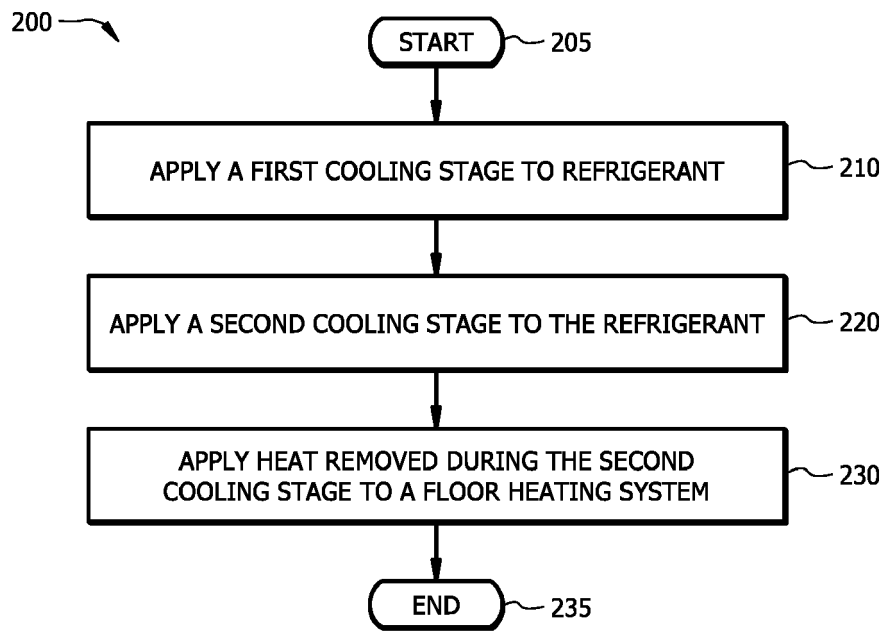 200
START
205
APPLY A FIRST COOLING STAGE TO REFRIGERANT
210
APPLY A SECOND COOLING STAGE TO THE REFRIGERANT
220
APPLY HEAT REMOVED DURING THE SECOND
COOLING STAGE TO A FLOOR HEATING SYSTEM
230
END
235